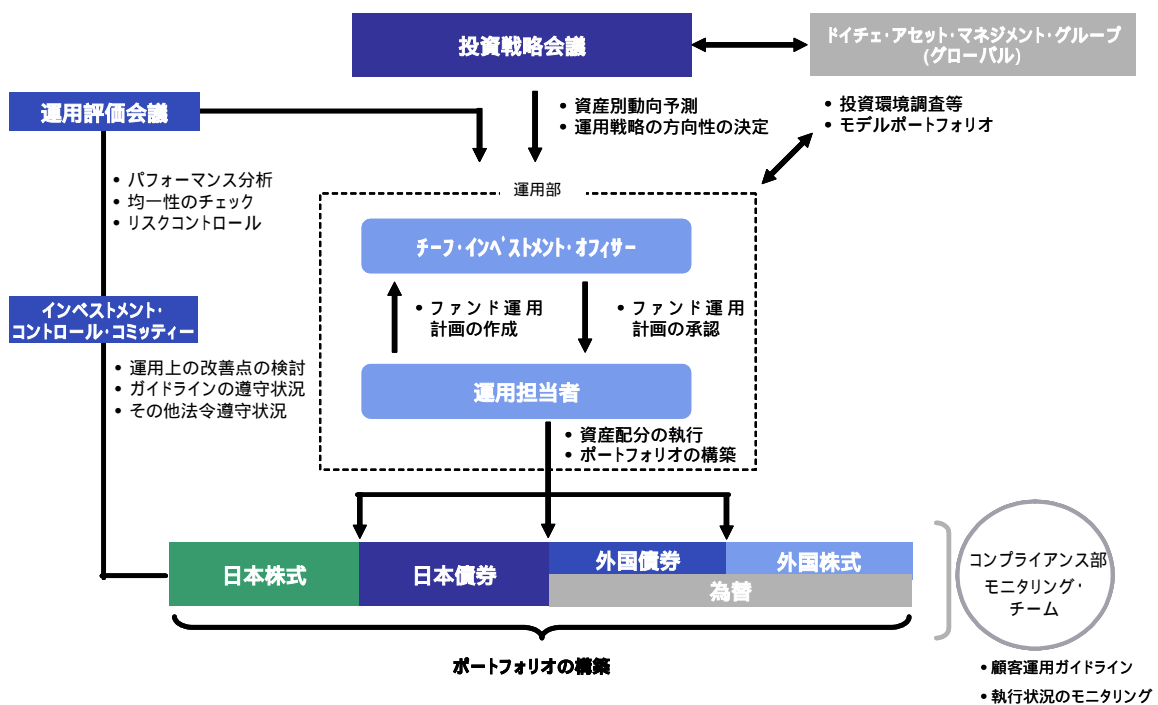 投資戦略会議
ドイチェ・アセット・マネジメント・グループ
(グローバル)
運用評価会議
• 資産別動向予測
• 運用戦略の方向性の決定
• 投資環境調査等
• モデルポートフォリオ
• パフォーマンス分析
• 均一性のチェック
• リスクコントロール
運用部
チーフ・インベストメント・オフィサー
• ファンド運用
計画の作成
• ファンド運用
計画の承認
インベストメント・
コントロール・コミッティー
• 運用上の改善点の検討
• ガイドラインの遵守状況
• その他法令遵守状況
運用担当者
• 資産配分の執行
• ポートフォリオの構築
日本株式
日本債券
外国債券
外国株式
為替
コンプライアンス部
モニタリング・
チーム
ポートフォリオの構築
• 顧客運用ガイドライン
• 執行状況のモニタリング